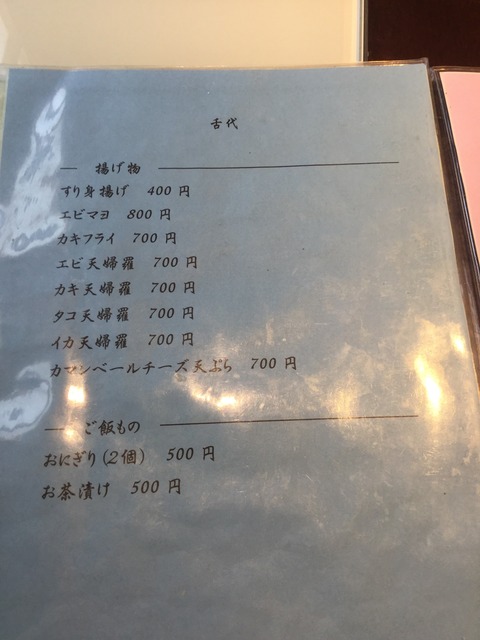 舌代
揚げ物
すり身揚げ 400 円
エビマヨ 800 円
カキフライ 700 円
エビ天婦羅 700 円
カキ天婦羅 700 円
タコ天婦羅 700 円
イカ天婦羅 700 円
カマンベールチーズ天ぷら 700 円
ご飯もの
おにぎり(2個) 500 円
お茶漬け 500 円